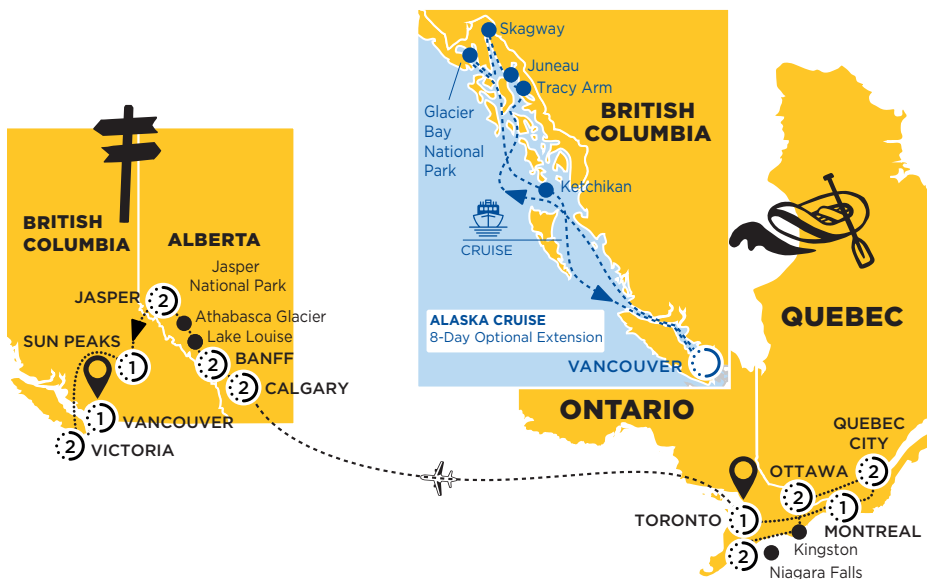 Skagway
Juneau
Tracy Arm
Glacier
Bay
National
Park
BRITISH
COLUMBIA
Ketchikan
CRUISE
ALASKA CRUISE
8-Day Optional Extension
VANCOUVER
BRITISH
COLUMBIA
ALBERTA
Jasper
National Park
JASPER
2
Athabasca Glacier
Lake Louise
SUN PEAKS
1
2
BANFF
2
CALGARY
1
VANCOUVER
2
VICTORIA
QUEBEC
ONTARIO
QUEBEC
CITY
2
OTTAWA
2
TORONTO
1
1
MONTREAL
2
Kingston
Niagara Falls